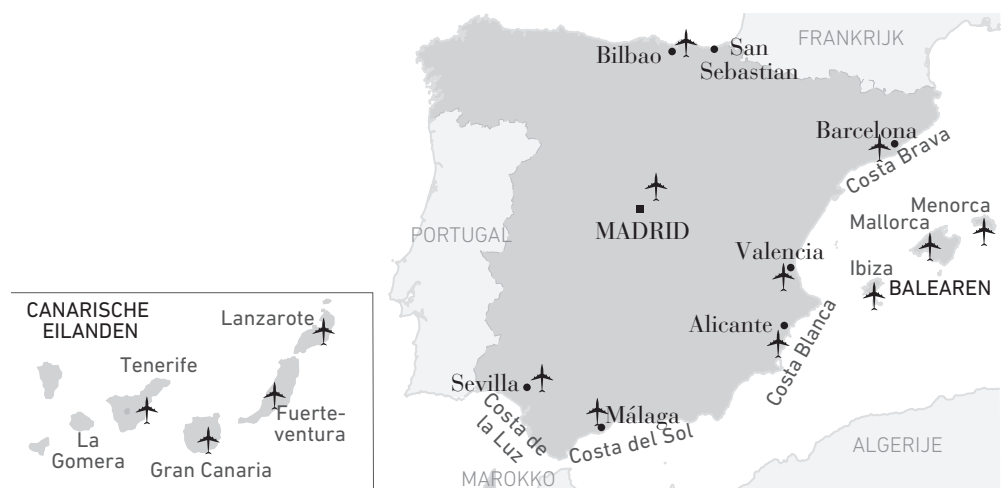 FRANKRIJK
Bilbao
San
Sebastian
Barcelona
Costa Brava
MADRID
PORTUGAL
Menorca
Mallorca
Valencia
Ibiza
BALEAREN
CANARISCHE
EILANDEN
Lanzarote
Alicante
Costa Blanca
Tenerife
Sevilla
Fuerte-
ventura
Málaga
Costa de
la Luz
Costa del Sol
La
Gomera
Gran Canaria
ALGERIJE
MAROKKO